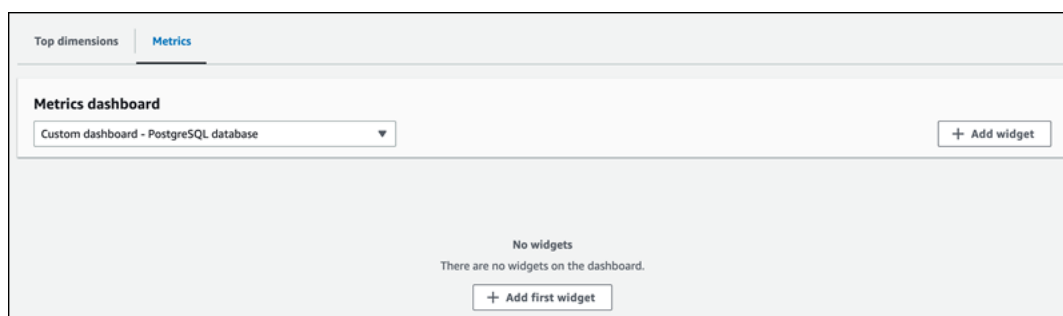 Top dimensions
Metrics
Metrics dashboard
Custom dashboard - PostgreSQL database
+ Add widget
No widgets
There are no widgets on the dashboard.
+ Add first widget